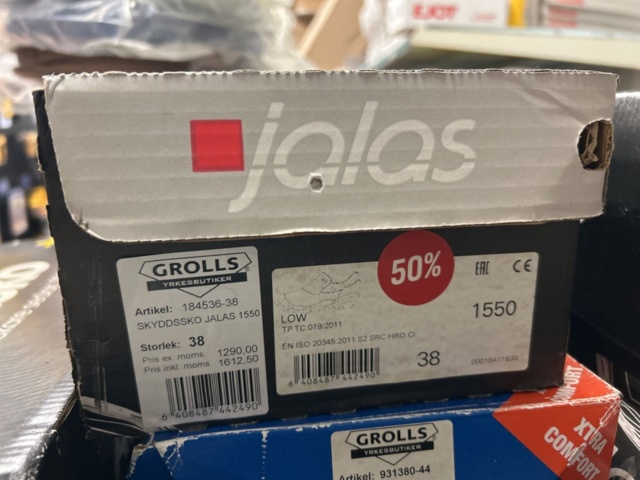 EJOT
jalas
GROLLS
YRKESBUTIKER
Artikel: 184536-38
SKYDDSSKO JALAS 1550
Storlek: 38
Pris ex. moms: 1290,00
Pris inkl. moms: 1612,50
6 408487 442490
50%
EAC CE
LOW
TP TC 019/2011
1550
EN ISO 20345:2011 S2 SRC HRO CI
38
6 408487 442490
00018A11830
GROLLS
YRKESBUTIKER
Artikel: 931380-44
XTRA
COMFORT